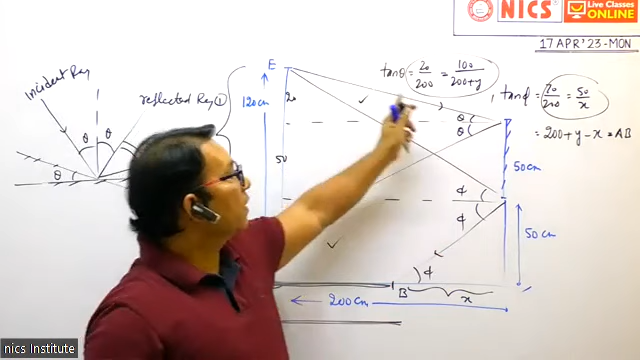 NICS
Live Classes
ONLINE
17 APR'23-MON
Incident Ray
reflected Ray ①
θ
θ
θ
E
120 cm
20
50
tanθ = 20/200 = 100/(200+y)
tanϕ = 70/200 = 50/x
= 200+y-x = AB
θ
θ
ϕ
ϕ
ϕ
50 cm
50 cm
B
x
200 cm
nics Institute